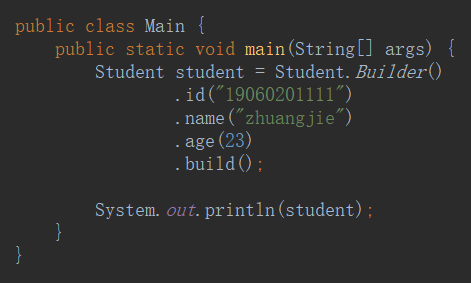 public class Main {
    public static void main(String[] args) {
        Student student = Student.Builder()
                .id("19060201111")
                .name("zhuangjie")
                .age(23)
                .build();

        System.out.println(student);
    }
}